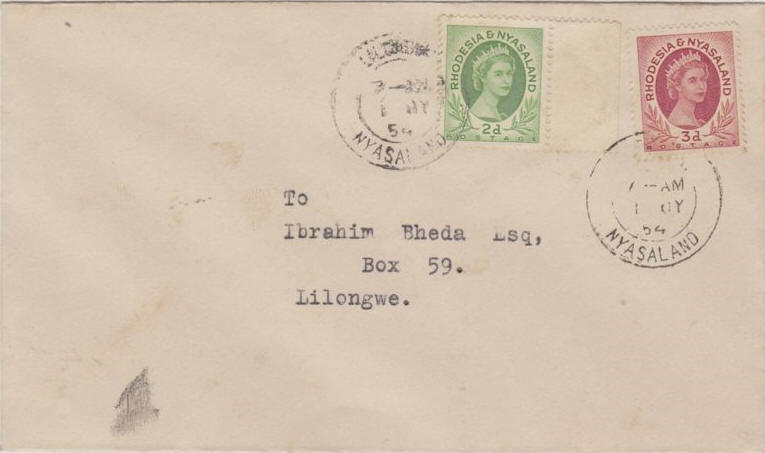 RHODESIA & NYASALAND
2d
POSTAGE
RHODESIA & NYASALAND
3d
POSTAGE
MY
54
NYASALAND
AM
54
NYASALAND
To
Ibrahim Bheda Esq,
Box 59.
Lilongwe.